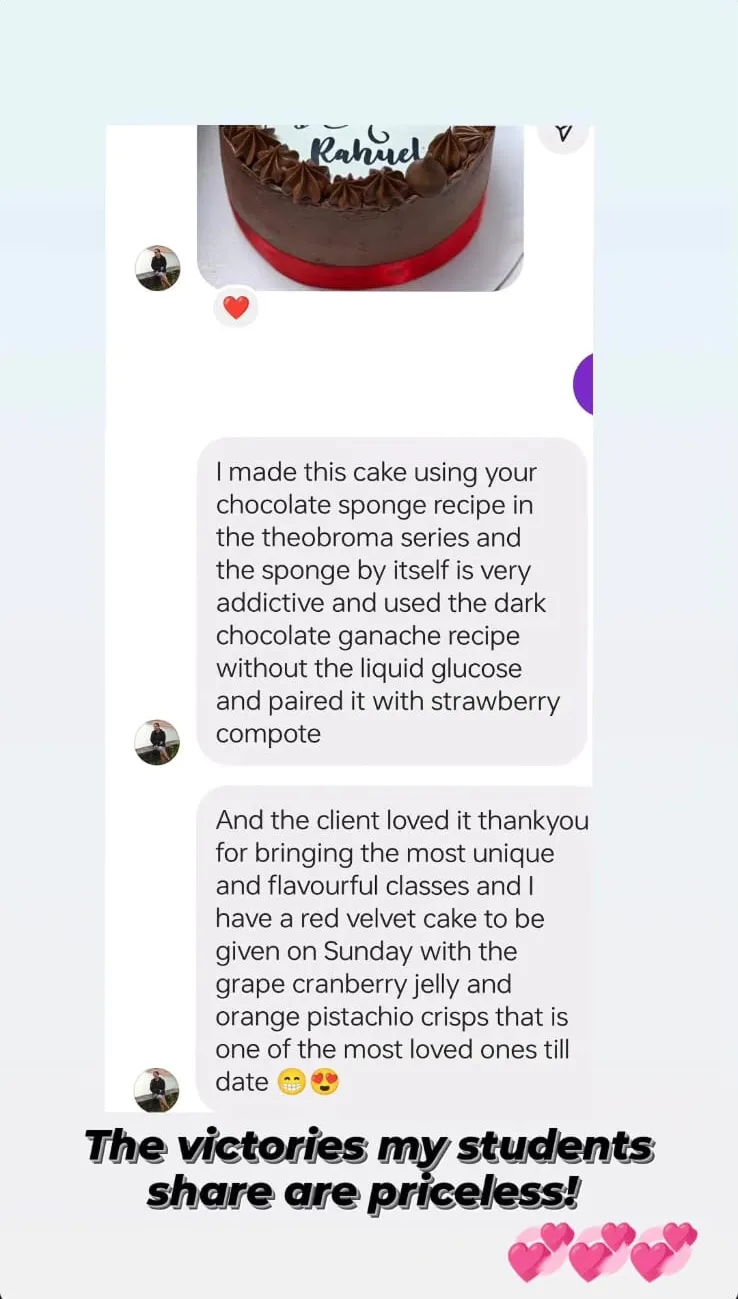 Rahuel
I made this cake using your
chocolate sponge recipe in
the theobroma series and
the sponge by itself is very
addictive and used the dark
chocolate ganache recipe
without the liquid glucose
and paired it with strawberry
compote
And the client loved it thankyou
for bringing the most unique
and flavourful classes and I
have a red velvet cake to be
given on Sunday with the
grape cranberry jelly and
orange pistachio crisps that is
one of the most loved ones till
date 😁😍
The victories my students
share are priceless!
💞💞💞